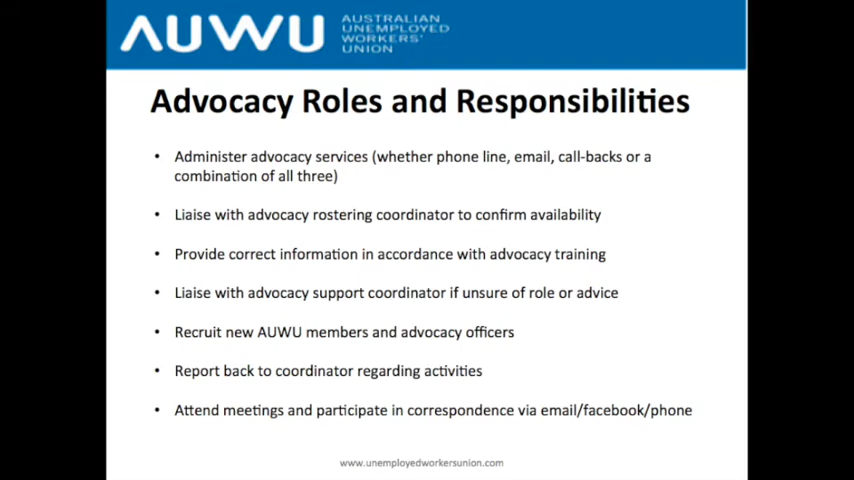 AUWU
AUSTRALIAN
UNEMPLOYED
WORKERS'
UNION
Advocacy Roles and Responsibilities
• Administer advocacy services (whether phone line, email, call-backs or a
combination of all three)
• Liaise with advocacy rostering coordinator to confirm availability
• Provide correct information in accordance with advocacy training
• Liaise with advocacy support coordinator if unsure of role or advice
• Recruit new AUWU members and advocacy officers
• Report back to coordinator regarding activities
• Attend meetings and participate in correspondence via email/facebook/phone
www.unemployedworkersunion.com